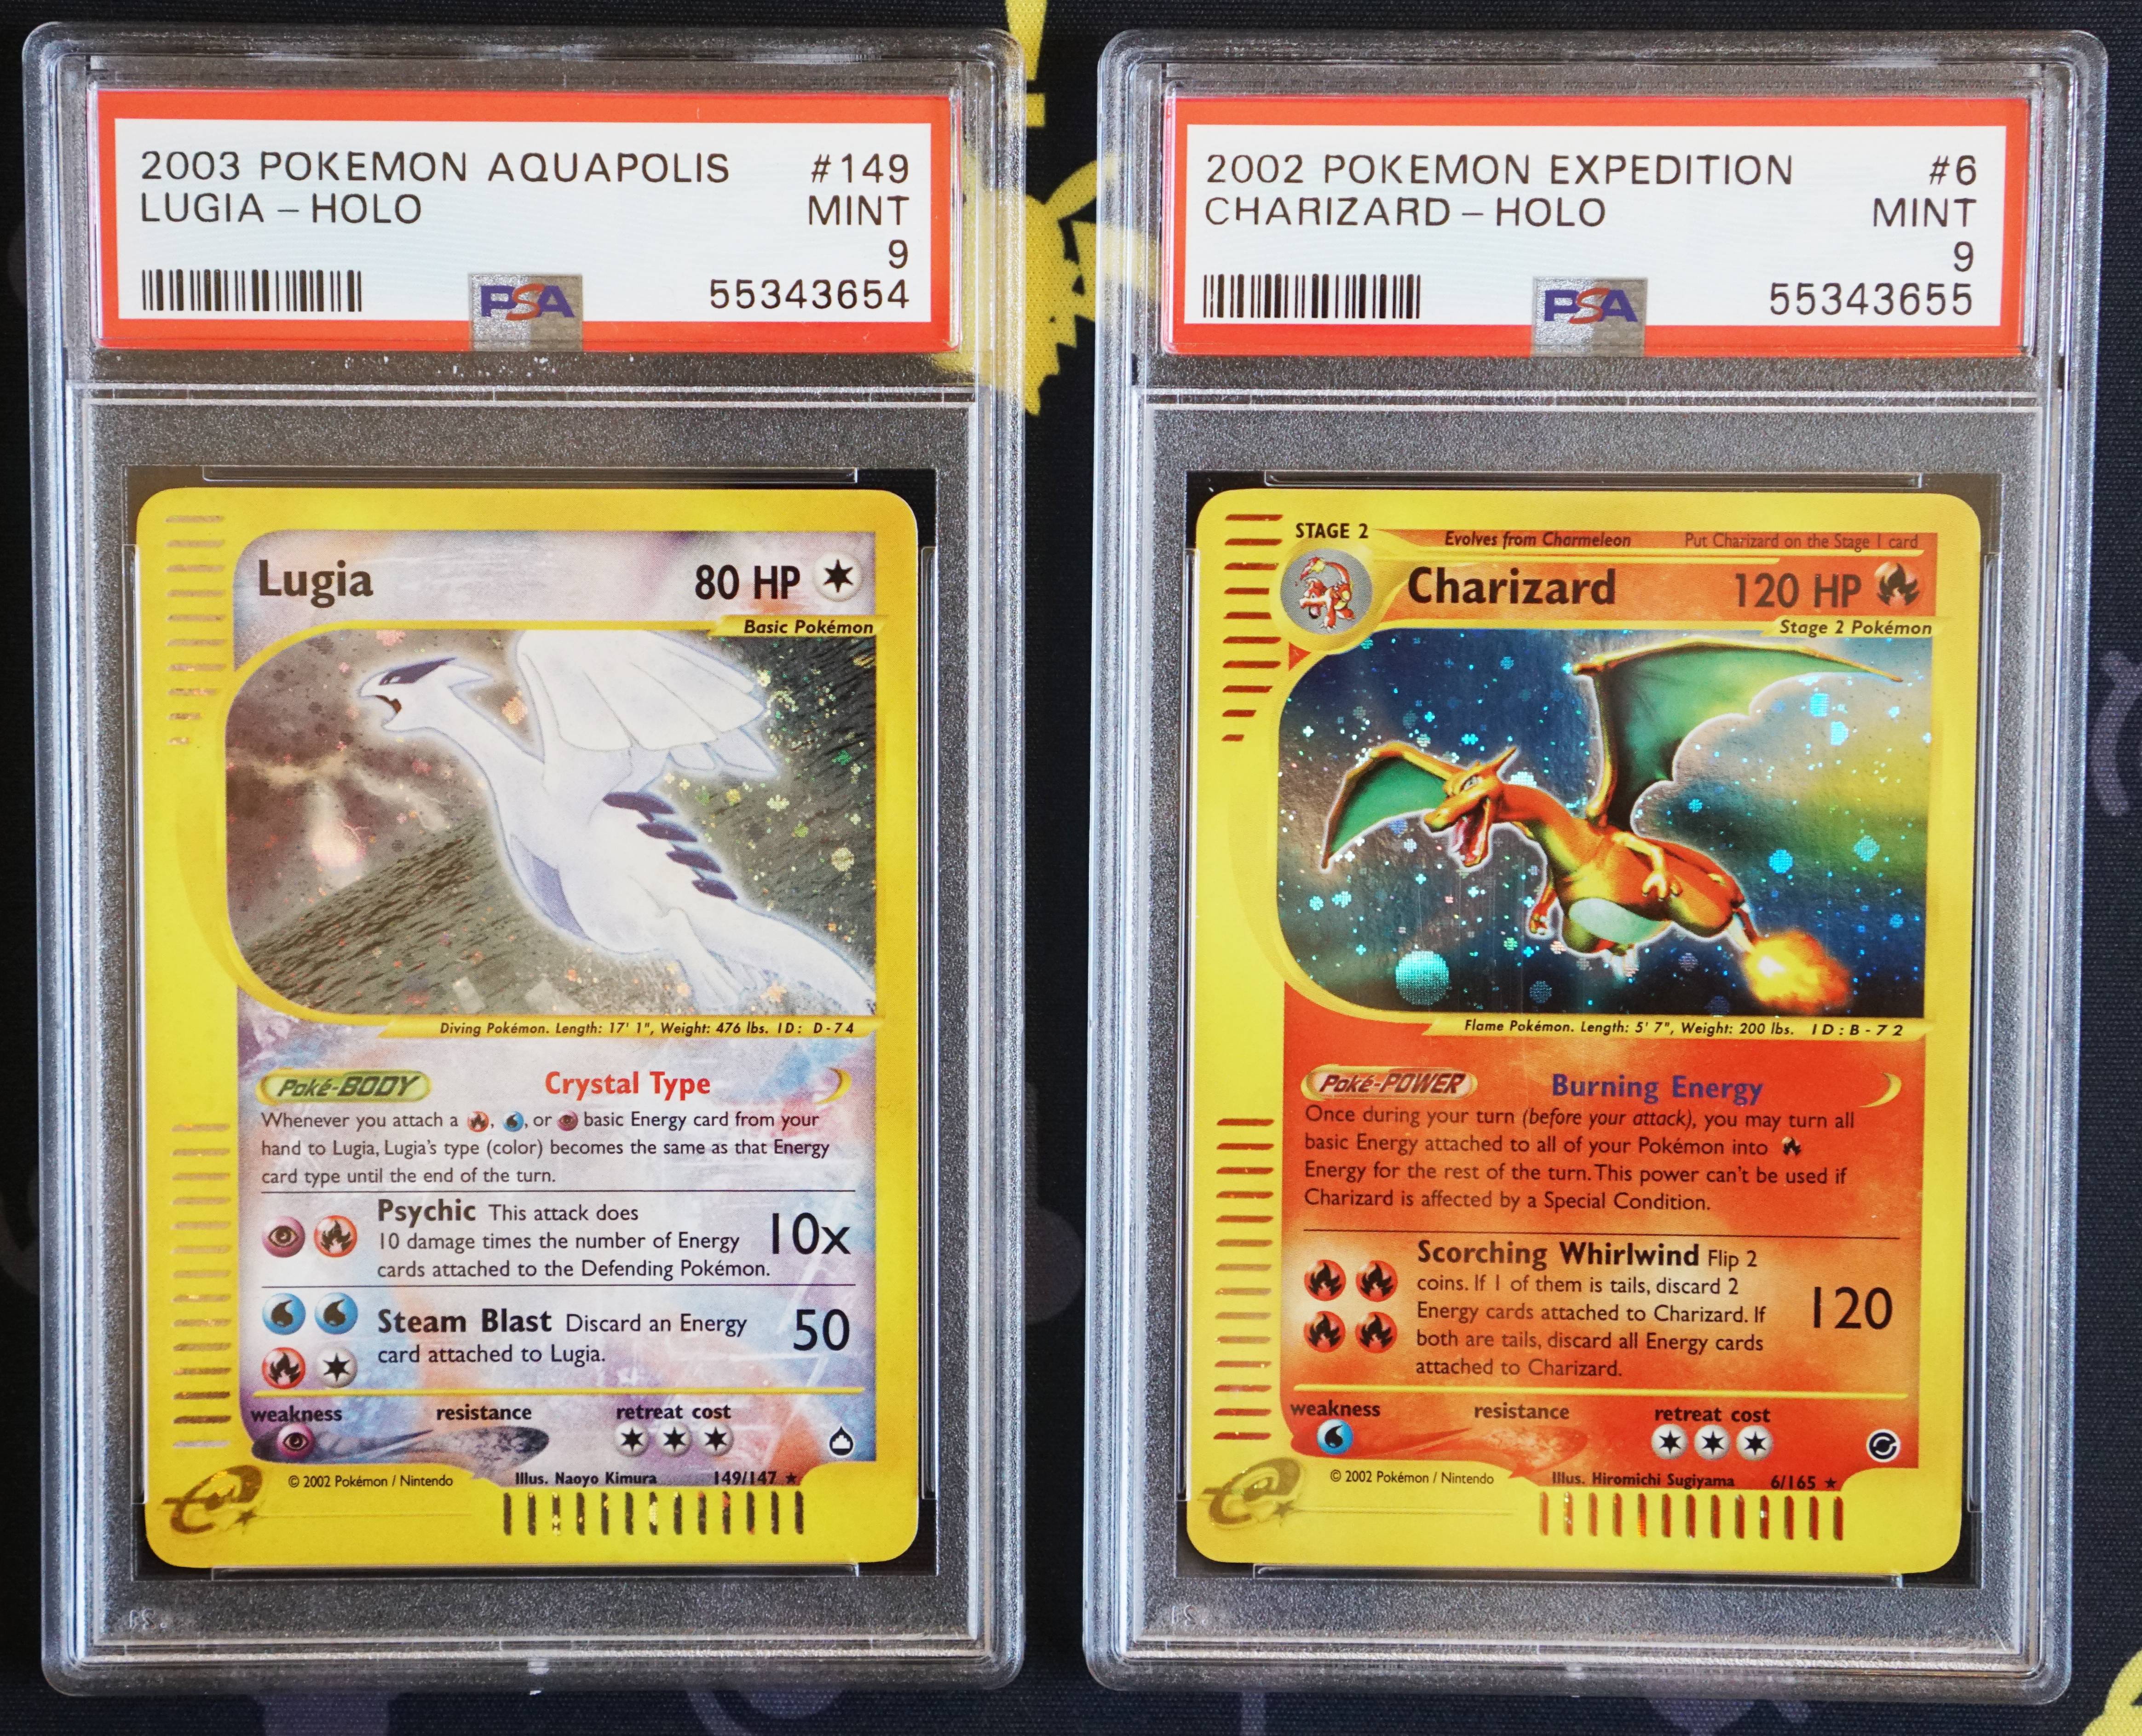 2003 POKEMON AQUAPOLIS #149
LUGIA – HOLO MINT
9
PSA 55343654
Lugia 80 HP
Basic Pokémon
Diving Pokémon. Length: 17' 1", Weight: 476 lbs. ID: D-74
Poké-BODY Crystal Type
Whenever you attach a , , or basic Energy card from your
hand to Lugia, Lugia's type (color) becomes the same as that Energy
card type until the end of the turn.
Psychic This attack does
10 damage times the number of Energy
cards attached to the Defending Pokémon.
10x
Steam Blast Discard an Energy
card attached to Lugia.
50
weakness resistance retreat cost
© 2002 Pokémon / Nintendo Illus. Naoyo Kimura 149/147 ★
e
2002 POKEMON EXPEDITION #6
CHARIZARD – HOLO MINT
9
PSA 55343655
STAGE 2 Evolves from Charmeleon Put Charizard on the Stage 1 card
Charizard 120 HP
Stage 2 Pokémon
Flame Pokémon. Length: 5' 7", Weight: 200 lbs. ID: B-72
Poké-POWER Burning Energy
Once during your turn (before your attack), you may turn all
basic Energy attached to all of your Pokémon into
Energy for the rest of the turn. This power can't be used if
Charizard is affected by a Special Condition.
Scorching Whirlwind Flip 2
coins. If 1 of them is tails, discard 2
Energy cards attached to Charizard. If
both are tails, discard all Energy cards
attached to Charizard.
120
weakness resistance retreat cost
© 2002 Pokémon / Nintendo Illus. Hiromichi Sugiyama 6/165 ★
e